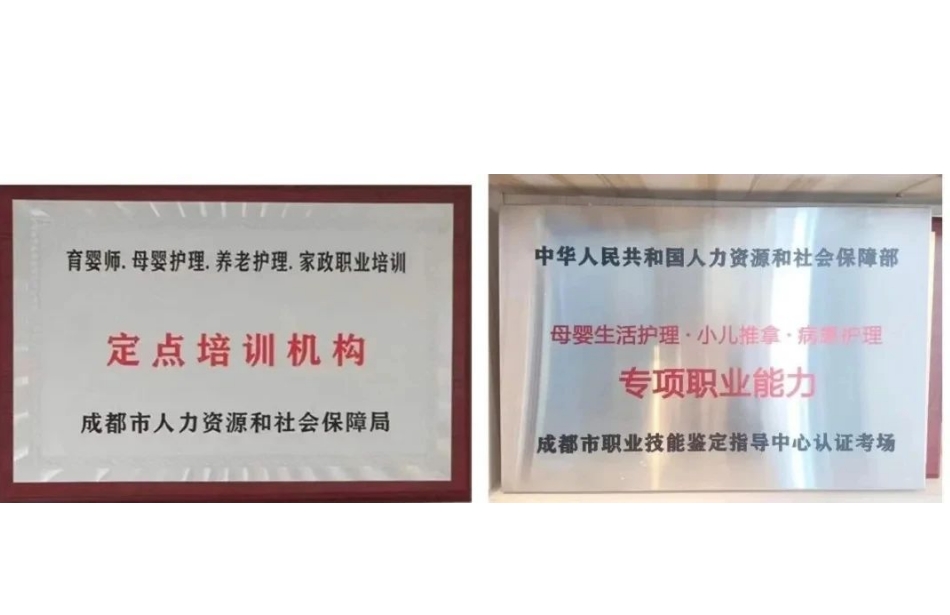 育婴师.母婴护理.养老护理.家政职业培训
定点培训机构
成都市人力资源和社会保障局
中华人民共和国人力资源和社会保障部
母婴生活护理·小儿推拿·病患护理
专项职业能力
成都市职业技能鉴定指导中心认证考场